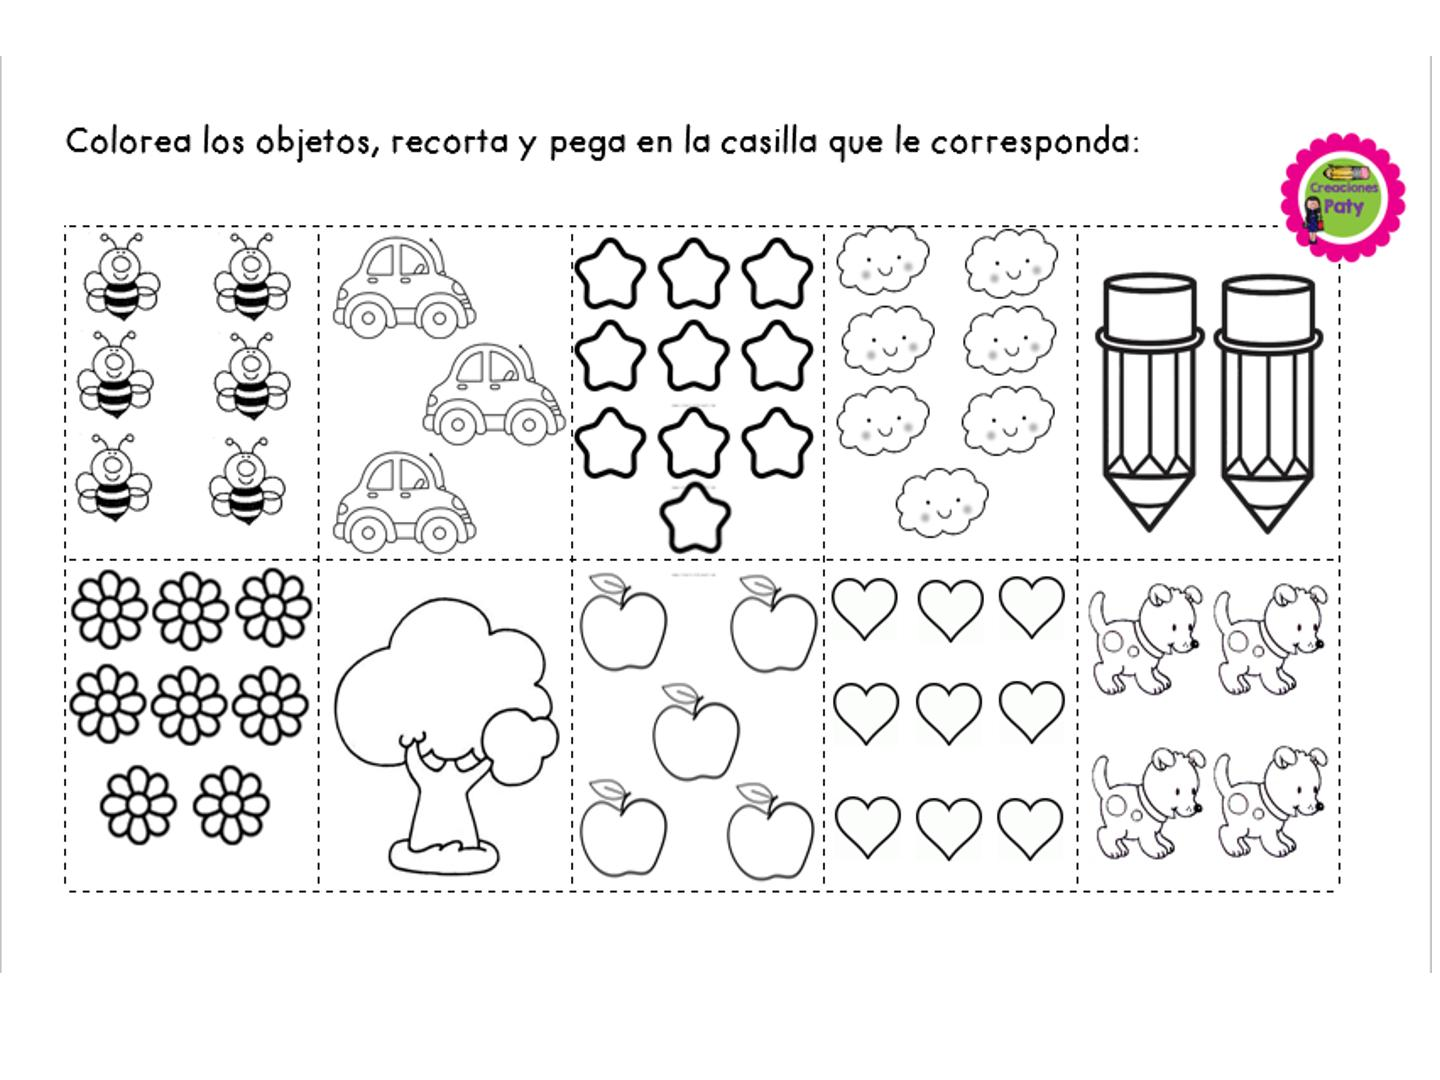 Colorea los objetos, recorta y pega en la casilla que le corresponda:
Creaciones
Paty